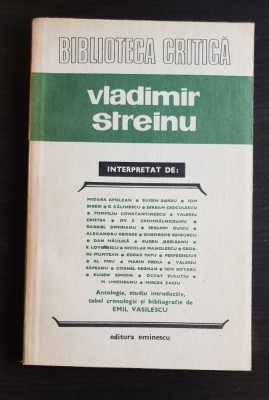 BIBLIOTECA CRITICĂ
vladimir
streinu
INTERPRETAT DE:
MIOARA APOLZAN • EUGEN BARBU • ION
BIBERI • G. CĂLINESCU • ȘERBAN CIOCULESCU
• POMPILIU CONSTANTINESCU • VALERIU
CRISTEA • OV. S. CROHMĂLNICEANU •
GABRIEL DIMISIANU • SERAFIM DUICU •
ALEXANDRU GEORGE • GHEORGHE GRIGURCU
• DAN HĂULICĂ • EUGEN JEBELEANU •
E. LOVINESCU • NICOLAE MANOLESCU • GEOR-
GE MUNTEAN • EDGAR PAPU • PERPESSICIUS
• AL. PIRU • MARIN PREDA • VALERIU
RÂPEANU • CORNEL REGMAN • ION ROTARU
• EUGEN SIMION • OCTAV ȘULUȚIU •
M. UNGHEANU • MIRCEA ZACIU
Antologie, studiu introductiv,
tabel cronologic și bibliografie de
EMIL VASILESCU
editura eminescu